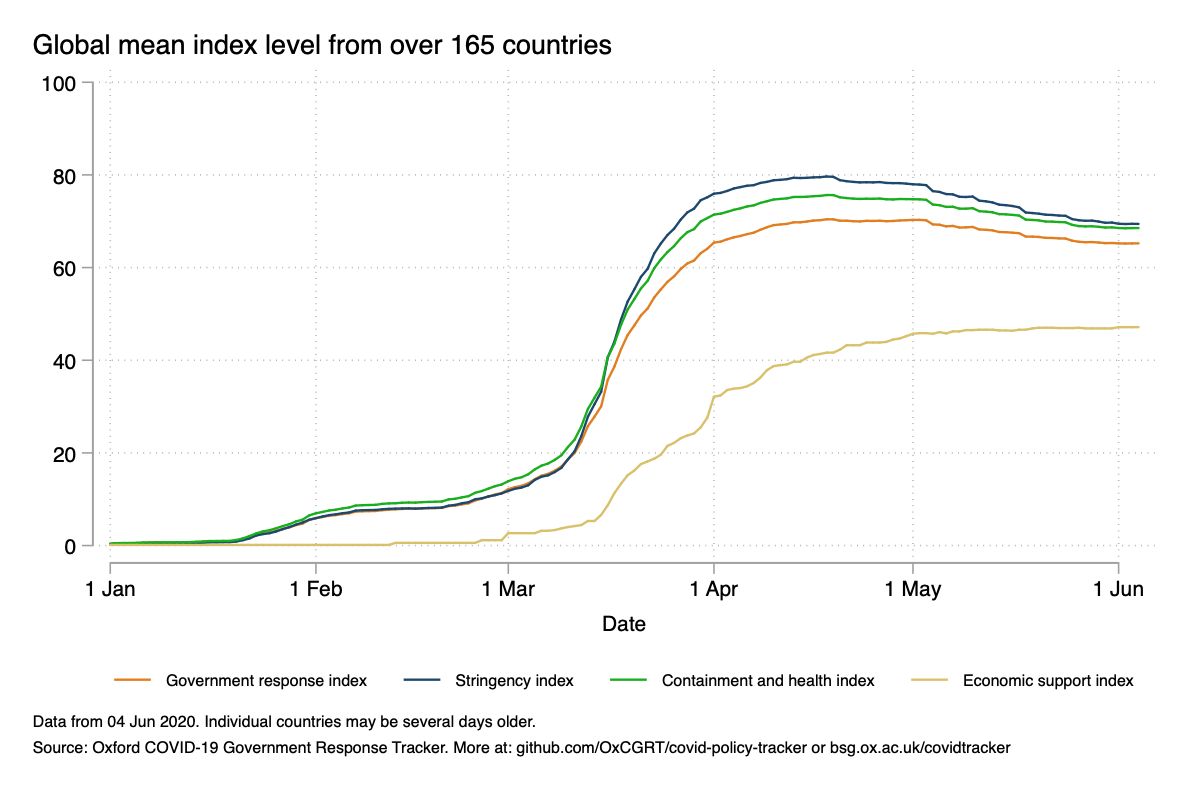 Global mean index level from over 165 countries
100
80
60
40
20
0
1 Jan 1 Feb 1 Mar 1 Apr 1 May 1 Jun
Date
Government response index Stringency index Containment and health index Economic support index
Data from 04 Jun 2020. Individual countries may be several days older.
Source: Oxford COVID-19 Government Response Tracker. More at: github.com/OxCGRT/covid-policy-tracker or bsg.ox.ac.uk/covidtracker